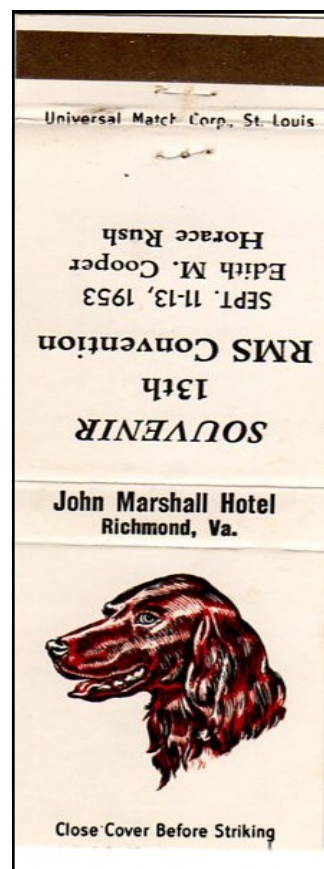 Universal Match Corp., St. Louis
SOUVENIR
13th
RMS Convention
SEPT. 11-13, 1953
Edith M. Cooper
Horace Rush
John Marshall Hotel
Richmond, Va.
Close Cover Before Striking